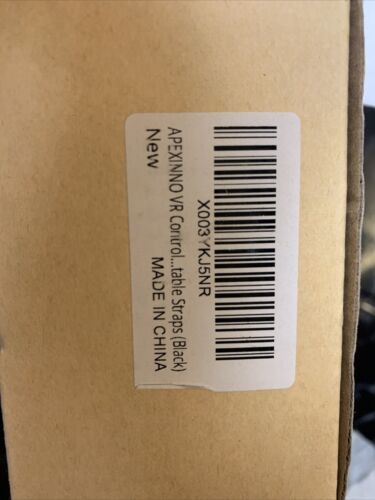 X003YKJ5NR
APEXINNO VR Control...table Straps (Black)
New
MADE IN CHINA